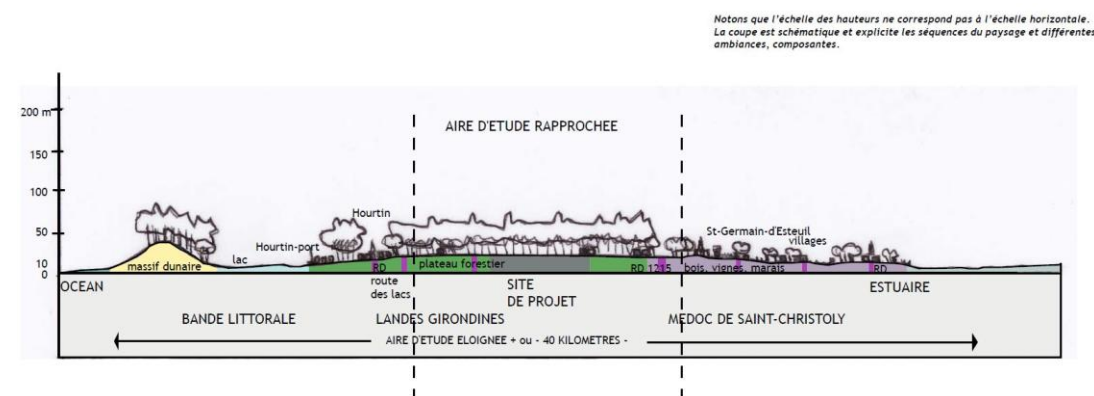 Notons que l'échelle des hauteurs ne correspond pas à l'échelle horizontale.
La coupe est schématique et explicite les séquences du paysage et différentes
ambiances, composantes.
200 m
AIRE D'ETUDE RAPPROCHEE
150
100
50
10
0
Hourtin
Hourtin-port
lac
massif dunaire
St-Germain-d'Esteuil
villages
RD
plateau forestier
RD 1215
bois, vignes, marais
RD
OCEAN
route
des lacs
SITE
DE PROJET
ESTUAIRE
BANDE LITTORALE
LANDES GIRONDINES
MEDOC DE SAINT-CHRISTOLY
AIRE D'ETUDE ELOIGNEE + ou - 40 KILOMETRES -